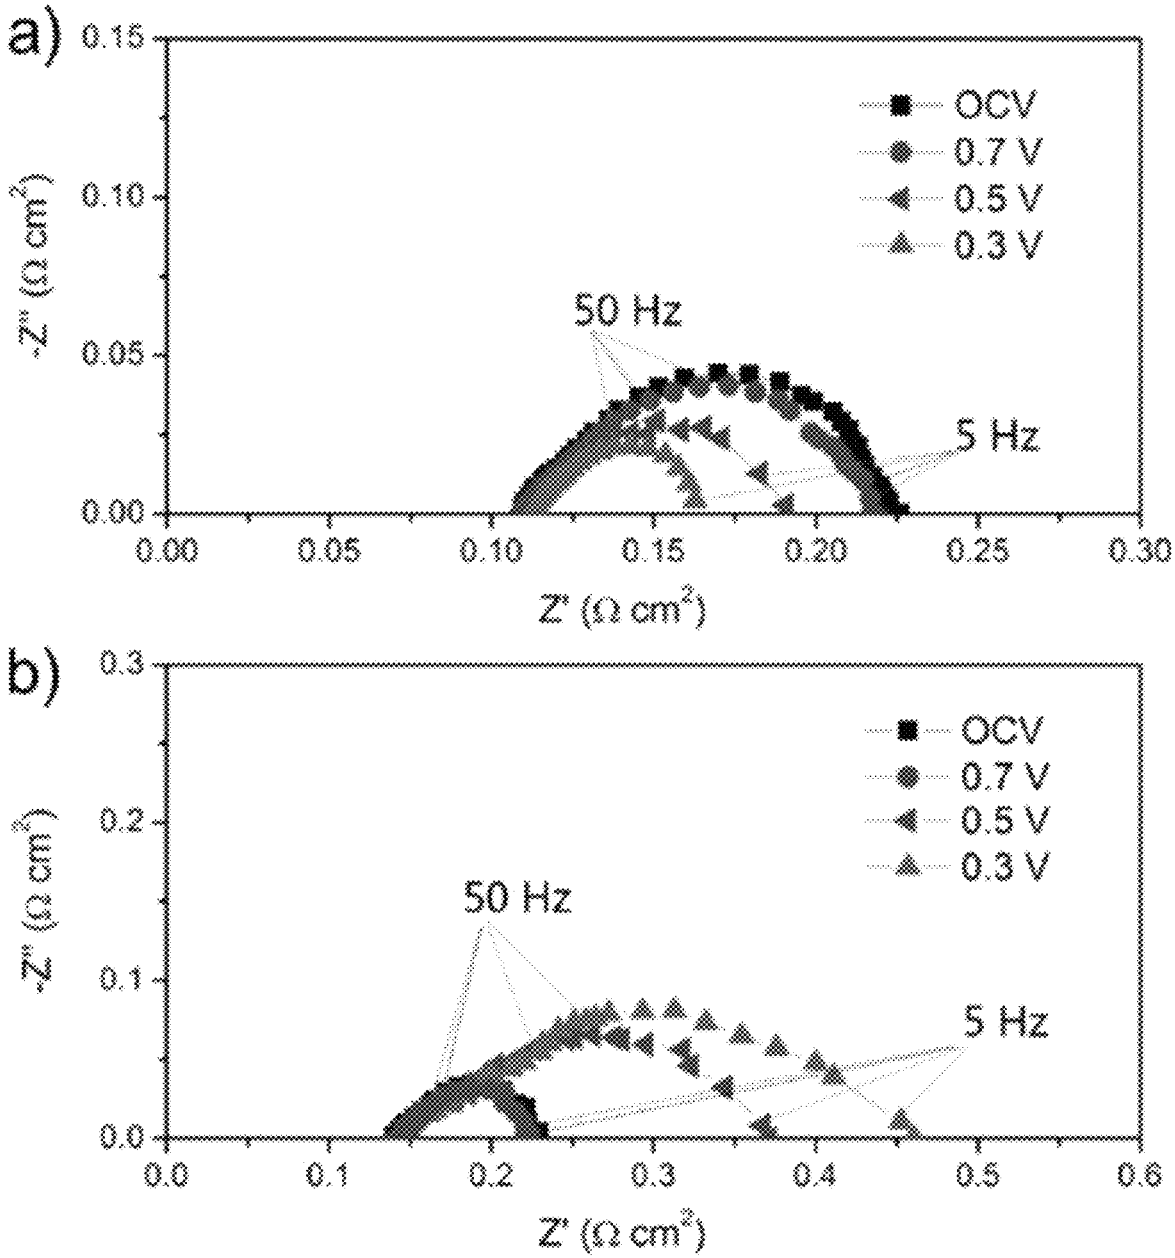 a)
0.15
0.10
0.05
0.00
-Z" (Ω cm²)
OCV
0.7 V
0.5 V
0.3 V
50 Hz
5 Hz
0.00 0.05 0.10 0.15 0.20 0.25 0.30
Z' (Ω cm²)
b)
0.3
0.2
0.1
0.0
-Z" (Ω cm²)
OCV
0.7 V
0.5 V
0.3 V
50 Hz
5 Hz
0.0 0.1 0.2 0.3 0.4 0.5 0.6
Z' (Ω cm²)